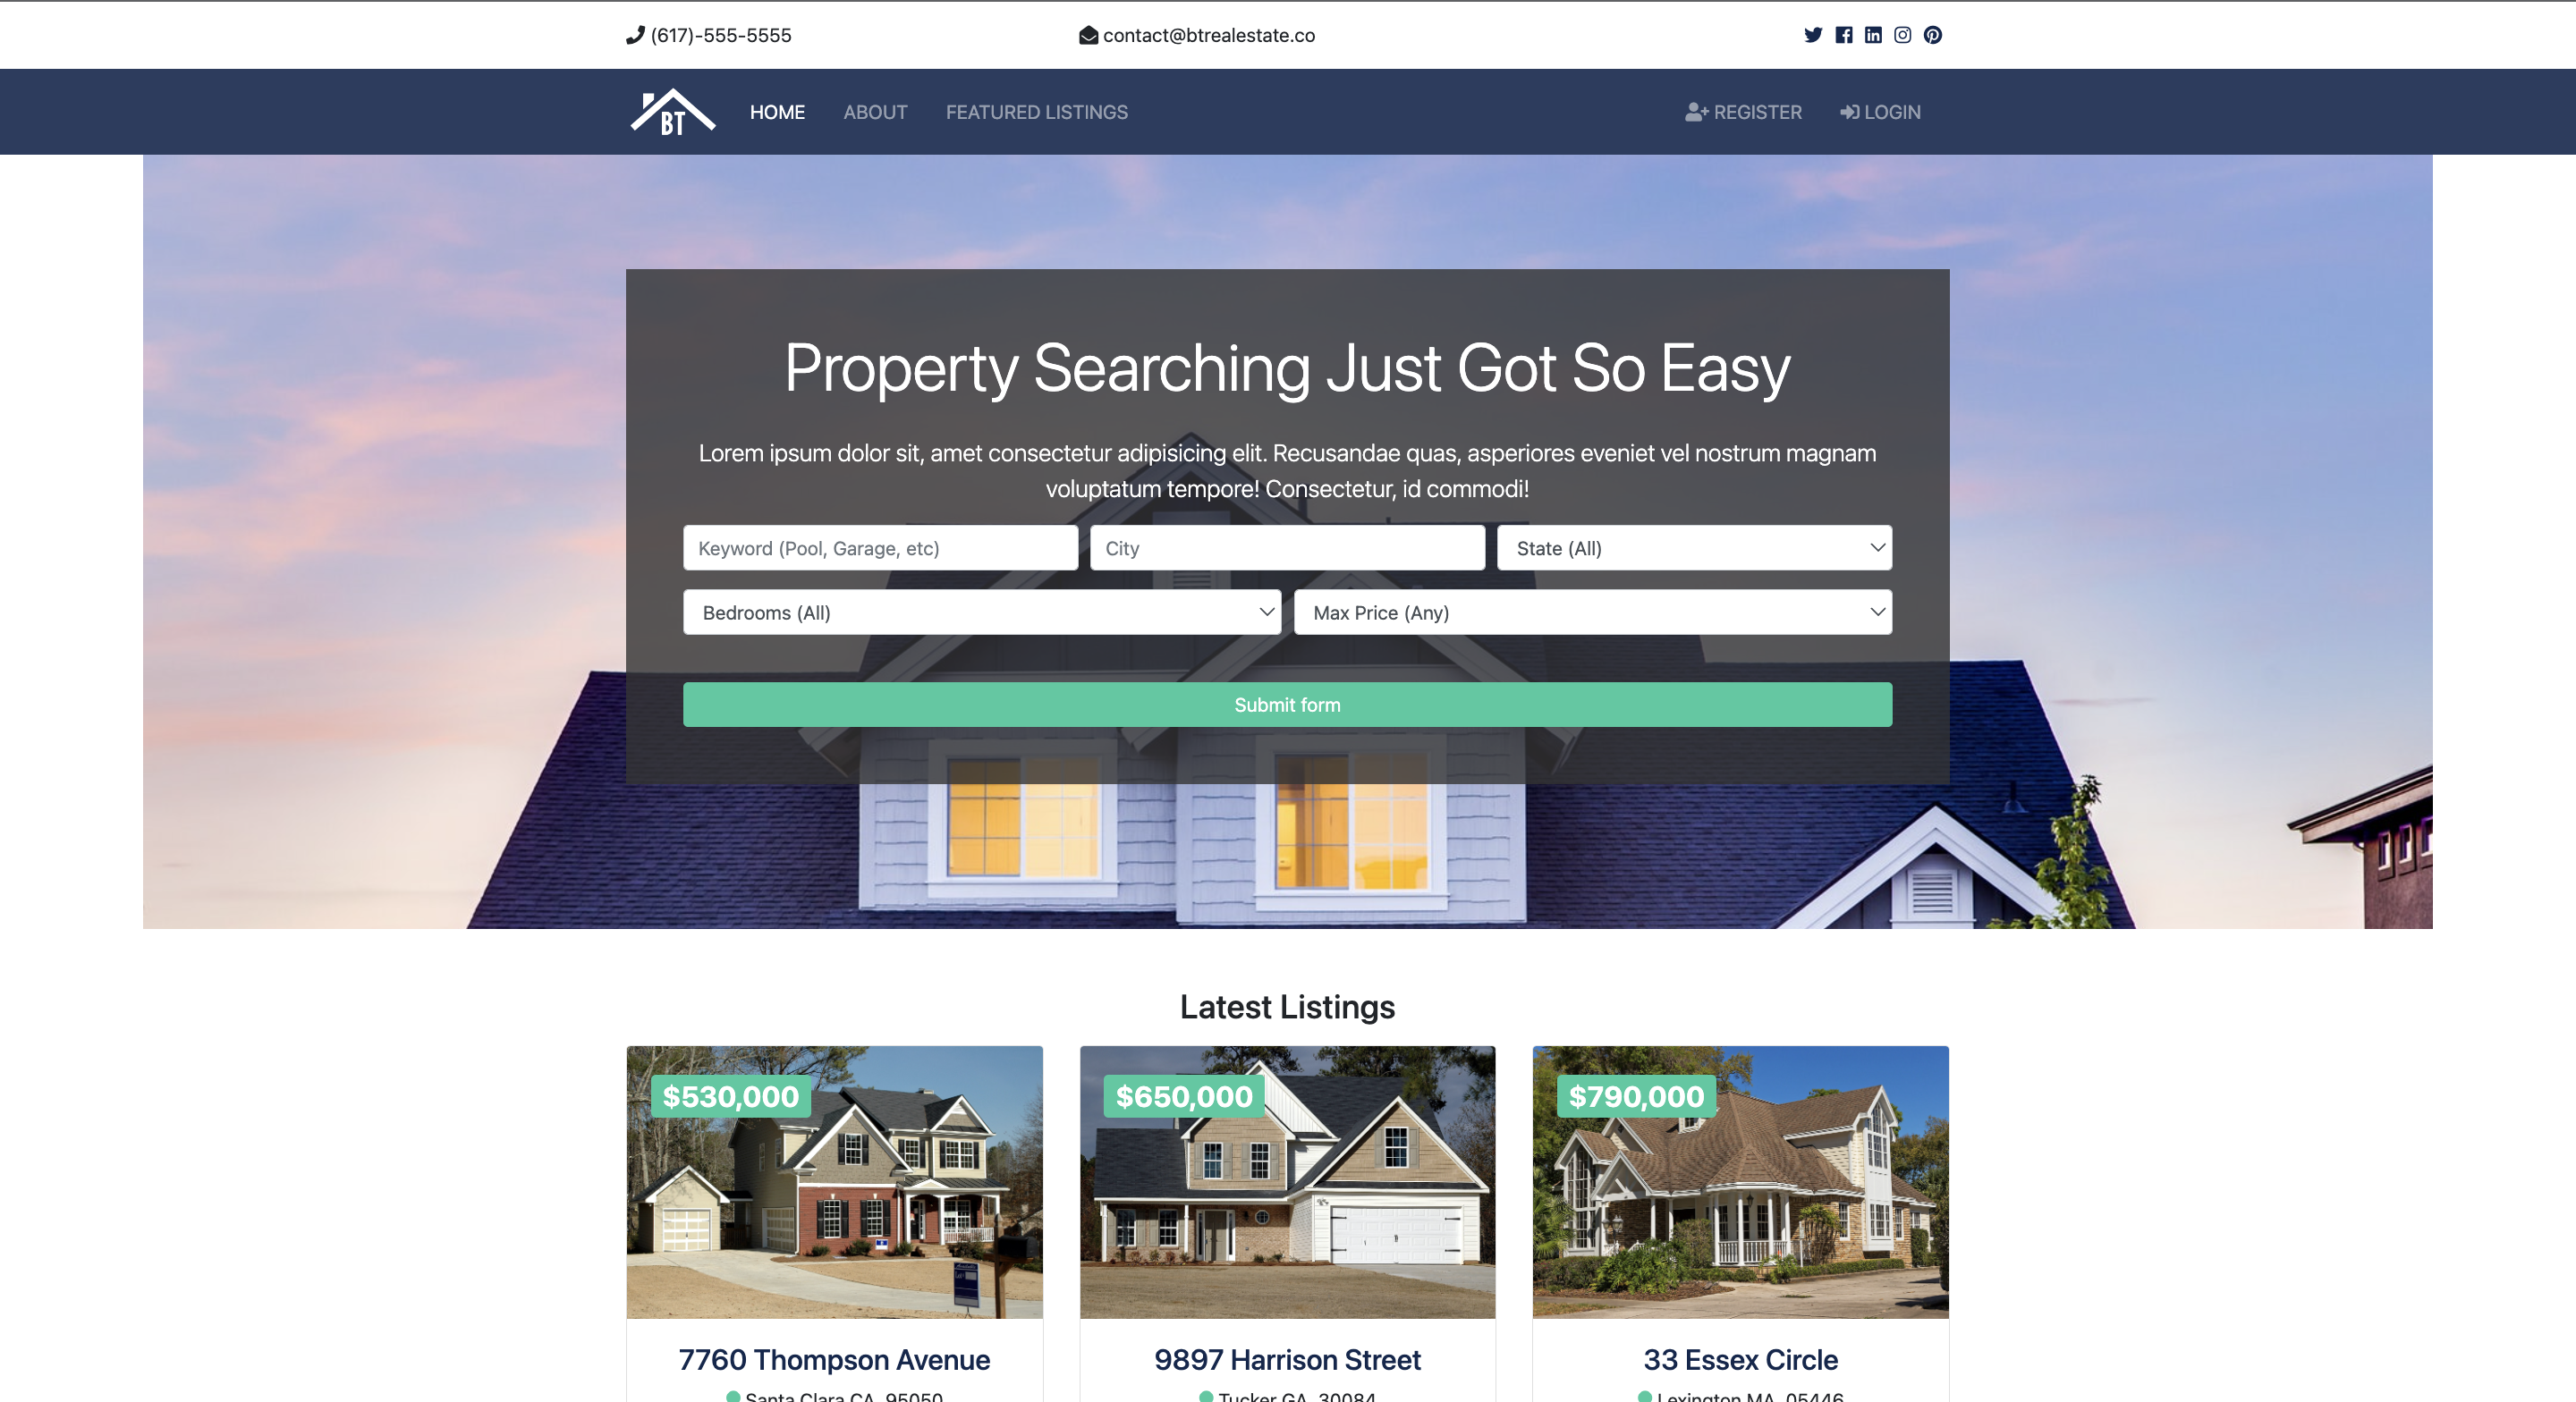 (617)-555-5555
contact@btrealestate.co
BT
HOME
ABOUT
FEATURED LISTINGS
REGISTER
LOGIN
Property Searching Just Got So Easy
Lorem ipsum dolor sit, amet consectetur adipisicing elit. Recusandae quas, asperiores eveniet vel nostrum magnam
voluptatum tempore! Consectetur, id commodi!
Keyword (Pool, Garage, etc)
City
State (All)
Bedrooms (All)
Max Price (Any)
Submit form
Latest Listings
$530,000
$650,000
$790,000
7760 Thompson Avenue
9897 Harrison Street
33 Essex Circle
Santa Clara CA, 95050
Tucker GA, 30084
Lexington MA, 05446